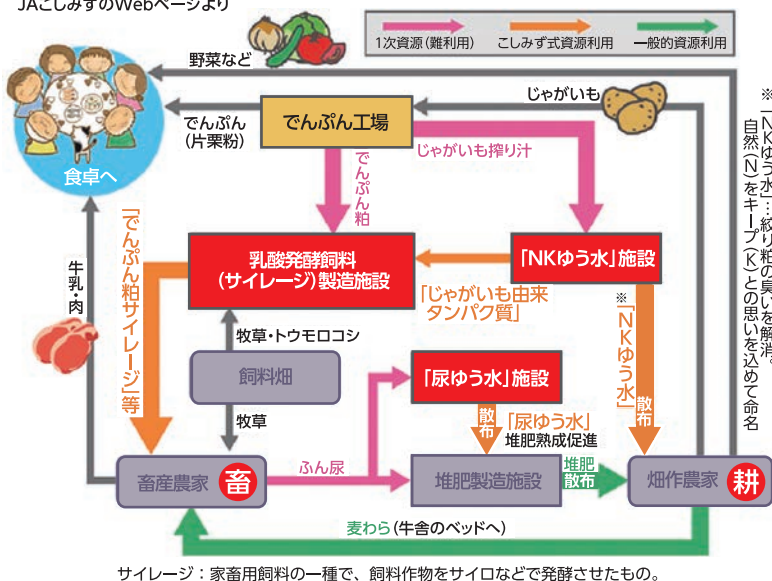 JAこしみずのWebページより
1次資源(難利用)
こしみず式資源利用
一般的資源利用
野菜など
じゃがいも
でんぷん
(片栗粉)
でんぷん工場
食卓へ
でんぷん粕
じゃがいも搾り汁
※「NKゆう水」…絞り粕の臭いを解消。
自然(N)をキープ(K)との思いを込めて命名
乳酸発酵飼料
(サイレージ)製造施設
「NKゆう水」施設
「じゃがいも由来
タンパク質」
※
「NKゆう水」
散布
「でんぷん粕サイレージ」等
牛乳・肉
牧草・トウモロコシ
飼料畑
牧草
「尿ゆう水」施設
散布
「尿ゆう水」
堆肥熟成促進
畜産農家 畜
ふん尿
堆肥製造施設
堆肥
散布
畑作農家 耕
麦わら(牛舎のベッドへ)
サイレージ：家畜用飼料の一種で、飼料作物をサイロなどで発酵させたもの。